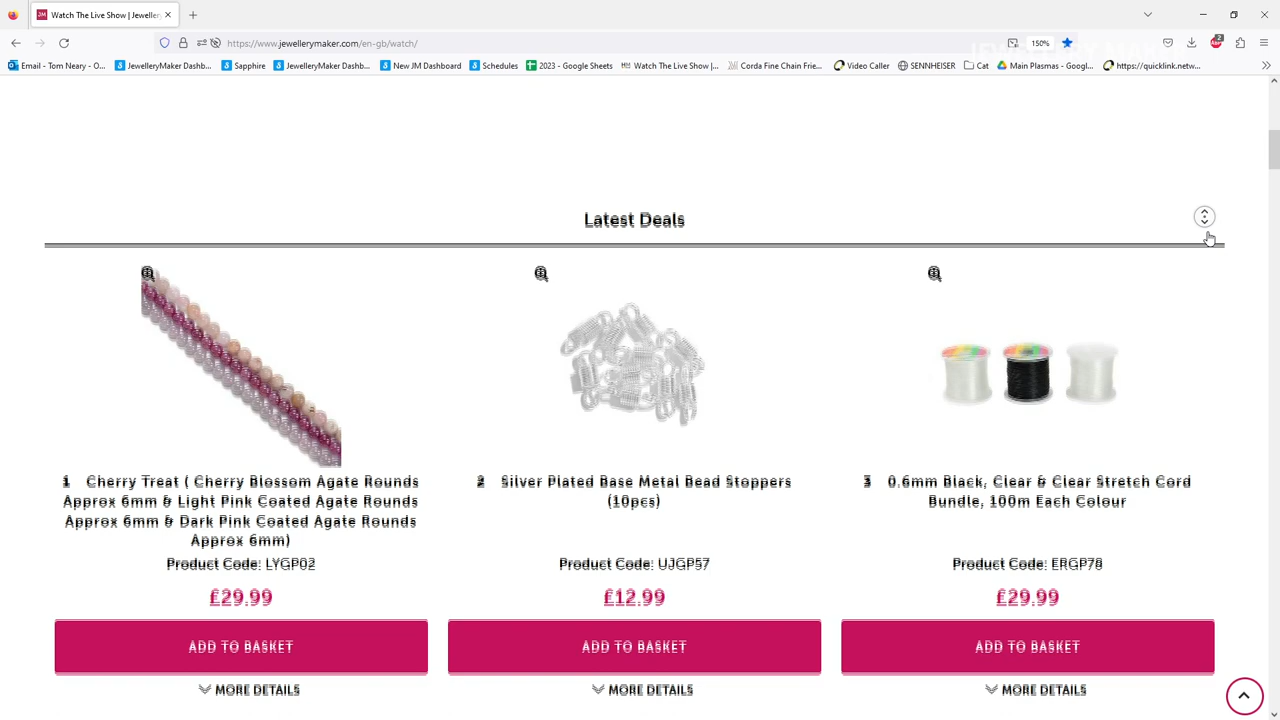 Watch The Live Show | Jeweller
https://www.jewellerymaker.com/en-gb/watch/
150%
2
Email - Tom Neary - O...
JewelleryMaker Dashb...
Sapphire
JewelleryMaker Dashb...
New JM Dashboard
Schedules
2023 - Google Sheets
Watch The Live Show |...
Corda Fine Chain Frie...
Video Caller
SENNHEISER
Cat
Main Plasmas - Googl...
https://quicklink.netw...
Latest Deals
1 Cherry Treat ( Cherry Blossom Agate Rounds
Approx 6mm & Light Pink Coated Agate Rounds
Approx 6mm & Dark Pink Coated Agate Rounds
Approx 6mm)
Product Code: LYGP02
£29.99
ADD TO BASKET
MORE DETAILS
2 Silver Plated Base Metal Bead Stoppers
(10pcs)
Product Code: UJGP57
£12.99
ADD TO BASKET
MORE DETAILS
3 0.6mm Black, Clear & Clear Stretch Cord
Bundle, 100m Each Colour
Product Code: ERGP78
£29.99
ADD TO BASKET
MORE DETAILS